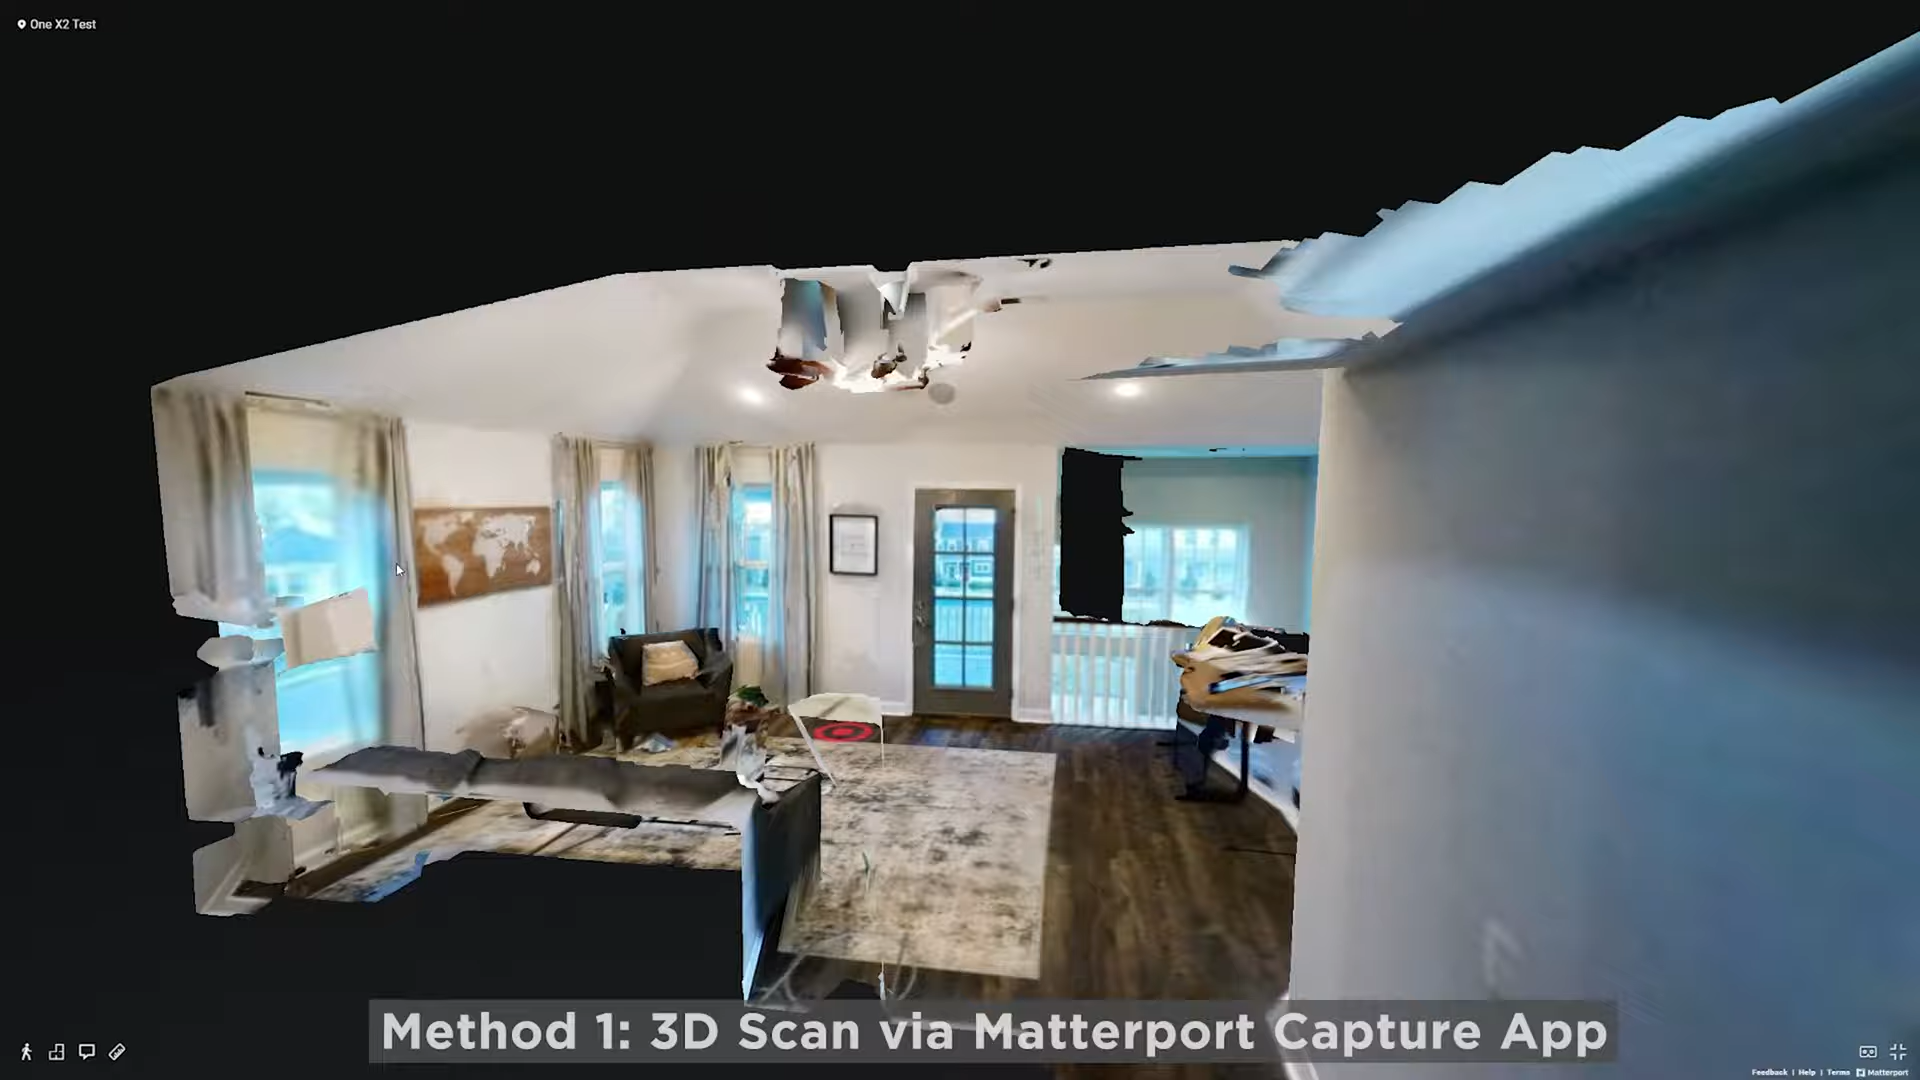 One X2 Test
Method 1: 3D Scan via Matterport Capture App
Feedback | Help | Terms Matterport